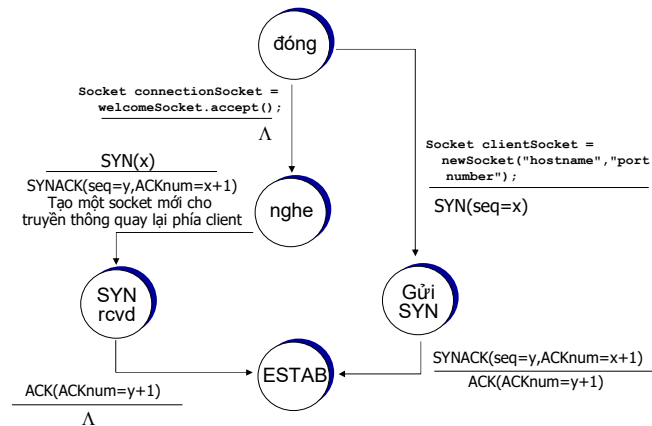 đóng
Socket connectionSocket =
welcomeSocket.accept();
Λ
Socket clientSocket =
newSocket("hostname","port
number");
SYN(seq=x)
SYN(x)
SYNACK(seq=y,ACKnum=x+1)
Tạo một socket mới cho
truyền thông quay lại phía client
nghe
SYN
rcvd
Gửi
SYN
ESTAB
SYNACK(seq=y,ACKnum=x+1)
ACK(ACKnum=y+1)
ACK(ACKnum=y+1)
Λ